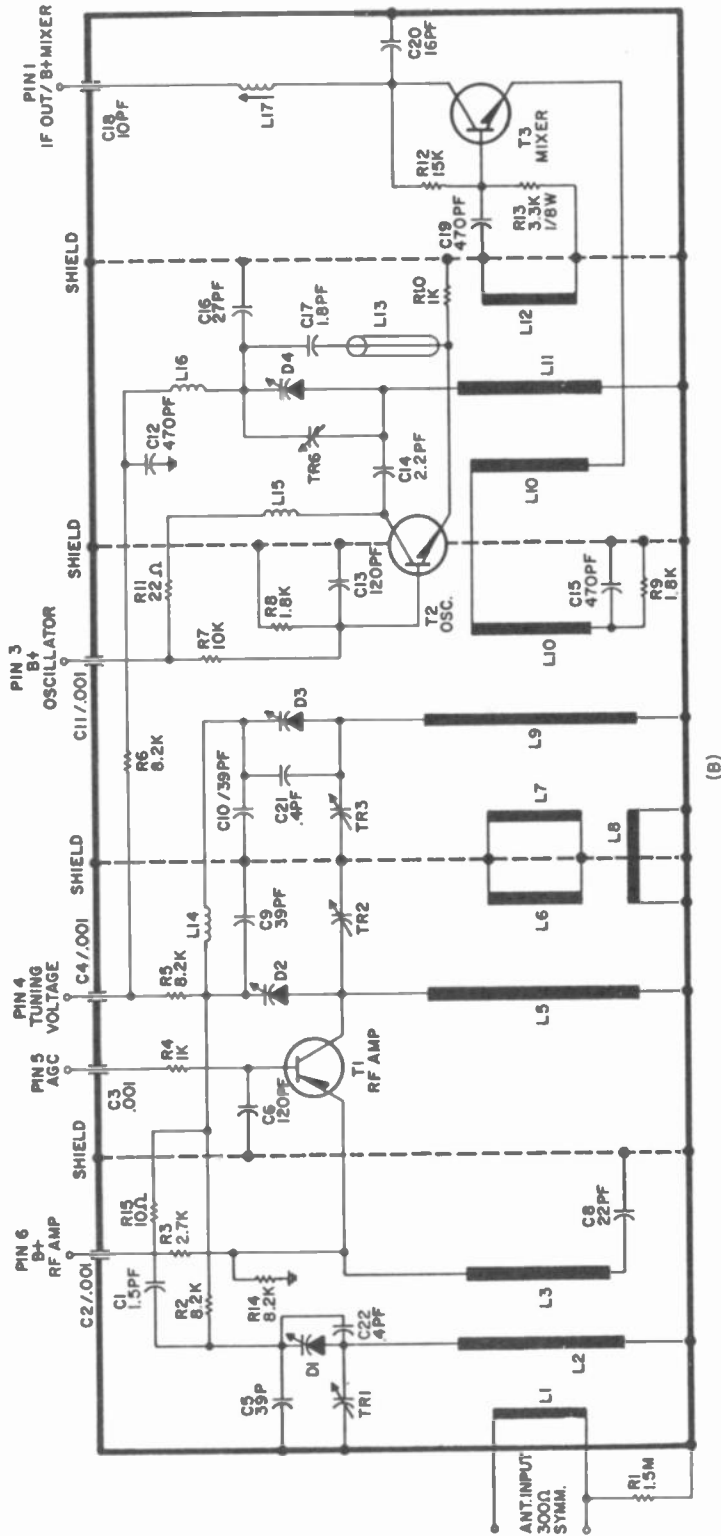 PIN 6
B+
RF AMP
C2/.001
SHIELD
PIN 5
AGC
C3
.001
PIN 4
TUNING
VOLTAGE
C4/.001
SHIELD
PIN 3
B+
OSCILLATOR
C11/.001
SHIELD
SHIELD
PIN 1
IF OUT/B+MIXER
C18
10PF
C1
1.5PF
R15
10Ω
R3
2.7K
R2
8.2K
R14
8.2K
C5
39P
D1
C22
.4PF
TR1
L1
ANT. INPUT
300Ω
SYMM.
R1
1.5M
L2
L3
C8
22PF
C6
120PF
R4
1K
T1
RF AMP
R5
8.2K
D2
L14
C9
39PF
TR2
L5
L6
L7
L8
R6
8.2K
C10/39PF
C21
.4PF
D3
TR3
L9
R11
22Ω
R7
10K
R8
1.8K
C13
120PF
T2
OSC.
L15
C12
470PF
L16
TR6
D4
C14
2.2PF
L10
L10
C15
470PF
R9
1.8K
C16
27PF
C17
1.8PF
L13
R10
1K
L11
L12
L17
C20
16PF
R12
15K
C19
470PF
R13
3.3K
1/8W
T3
MIXER
(B)